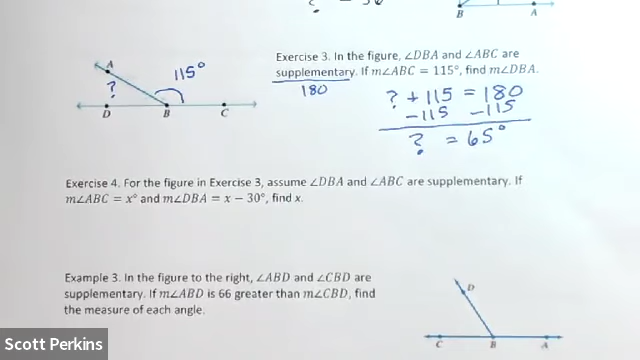 ?
B
A
Exercise 3. In the figure, ∠DBA and ∠ABC are
supplementary. If m∠ABC = 115°, find m∠DBA.
180
? + 115 = 180
-115 -115
? = 65°
A
115°
?
D
B
C
Exercise 4. For the figure in Exercise 3, assume ∠DBA and ∠ABC are supplementary. If
m∠ABC = x° and m∠DBA = x − 30°, find x.
Example 3. In the figure to the right, ∠ABD and ∠CBD are
supplementary. If m∠ABD is 66 greater than m∠CBD, find
the measure of each angle.
D
C
B
A
Scott Perkins